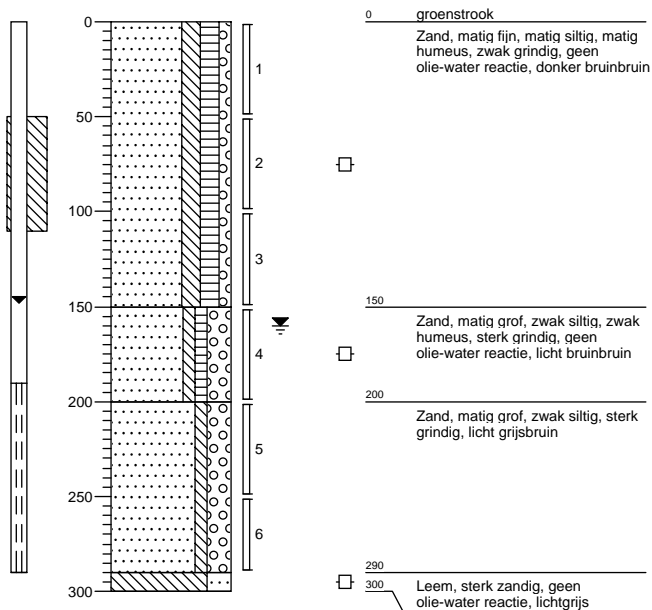 0
50
100
150
200
250
300
1
2
3
4
5
6
0 groenstrook
Zand, matig fijn, matig siltig, matig
humeus, zwak grindig, geen
olie-water reactie, donker bruinbruin
150
Zand, matig grof, zwak siltig, zwak
humeus, sterk grindig, geen
olie-water reactie, licht bruinbruin
200
Zand, matig grof, zwak siltig, sterk
grindig, licht grijsbruin
290
300
Leem, sterk zandig, geen
olie-water reactie, lichtgrijs